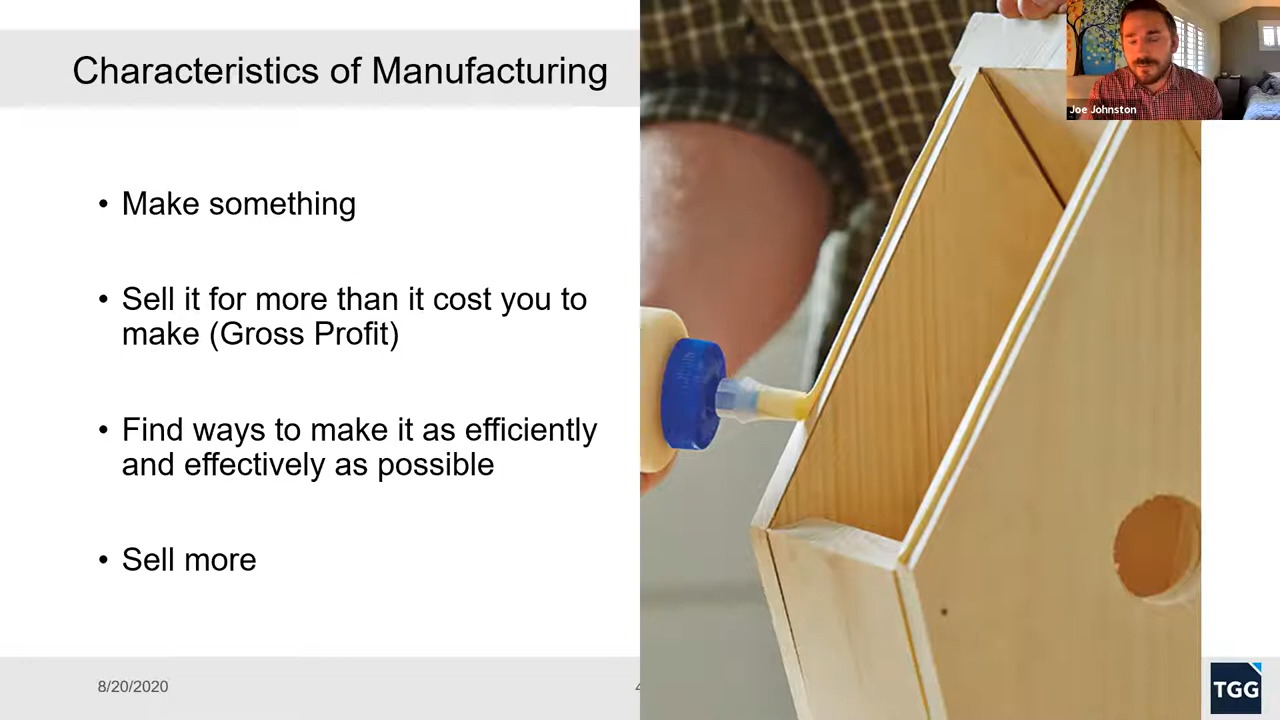 Characteristics of Manufacturing
Joe Johnston
• Make something
• Sell it for more than it cost you to
make (Gross Profit)
• Find ways to make it as efficiently
and effectively as possible
• Sell more
8/20/2020
TGG